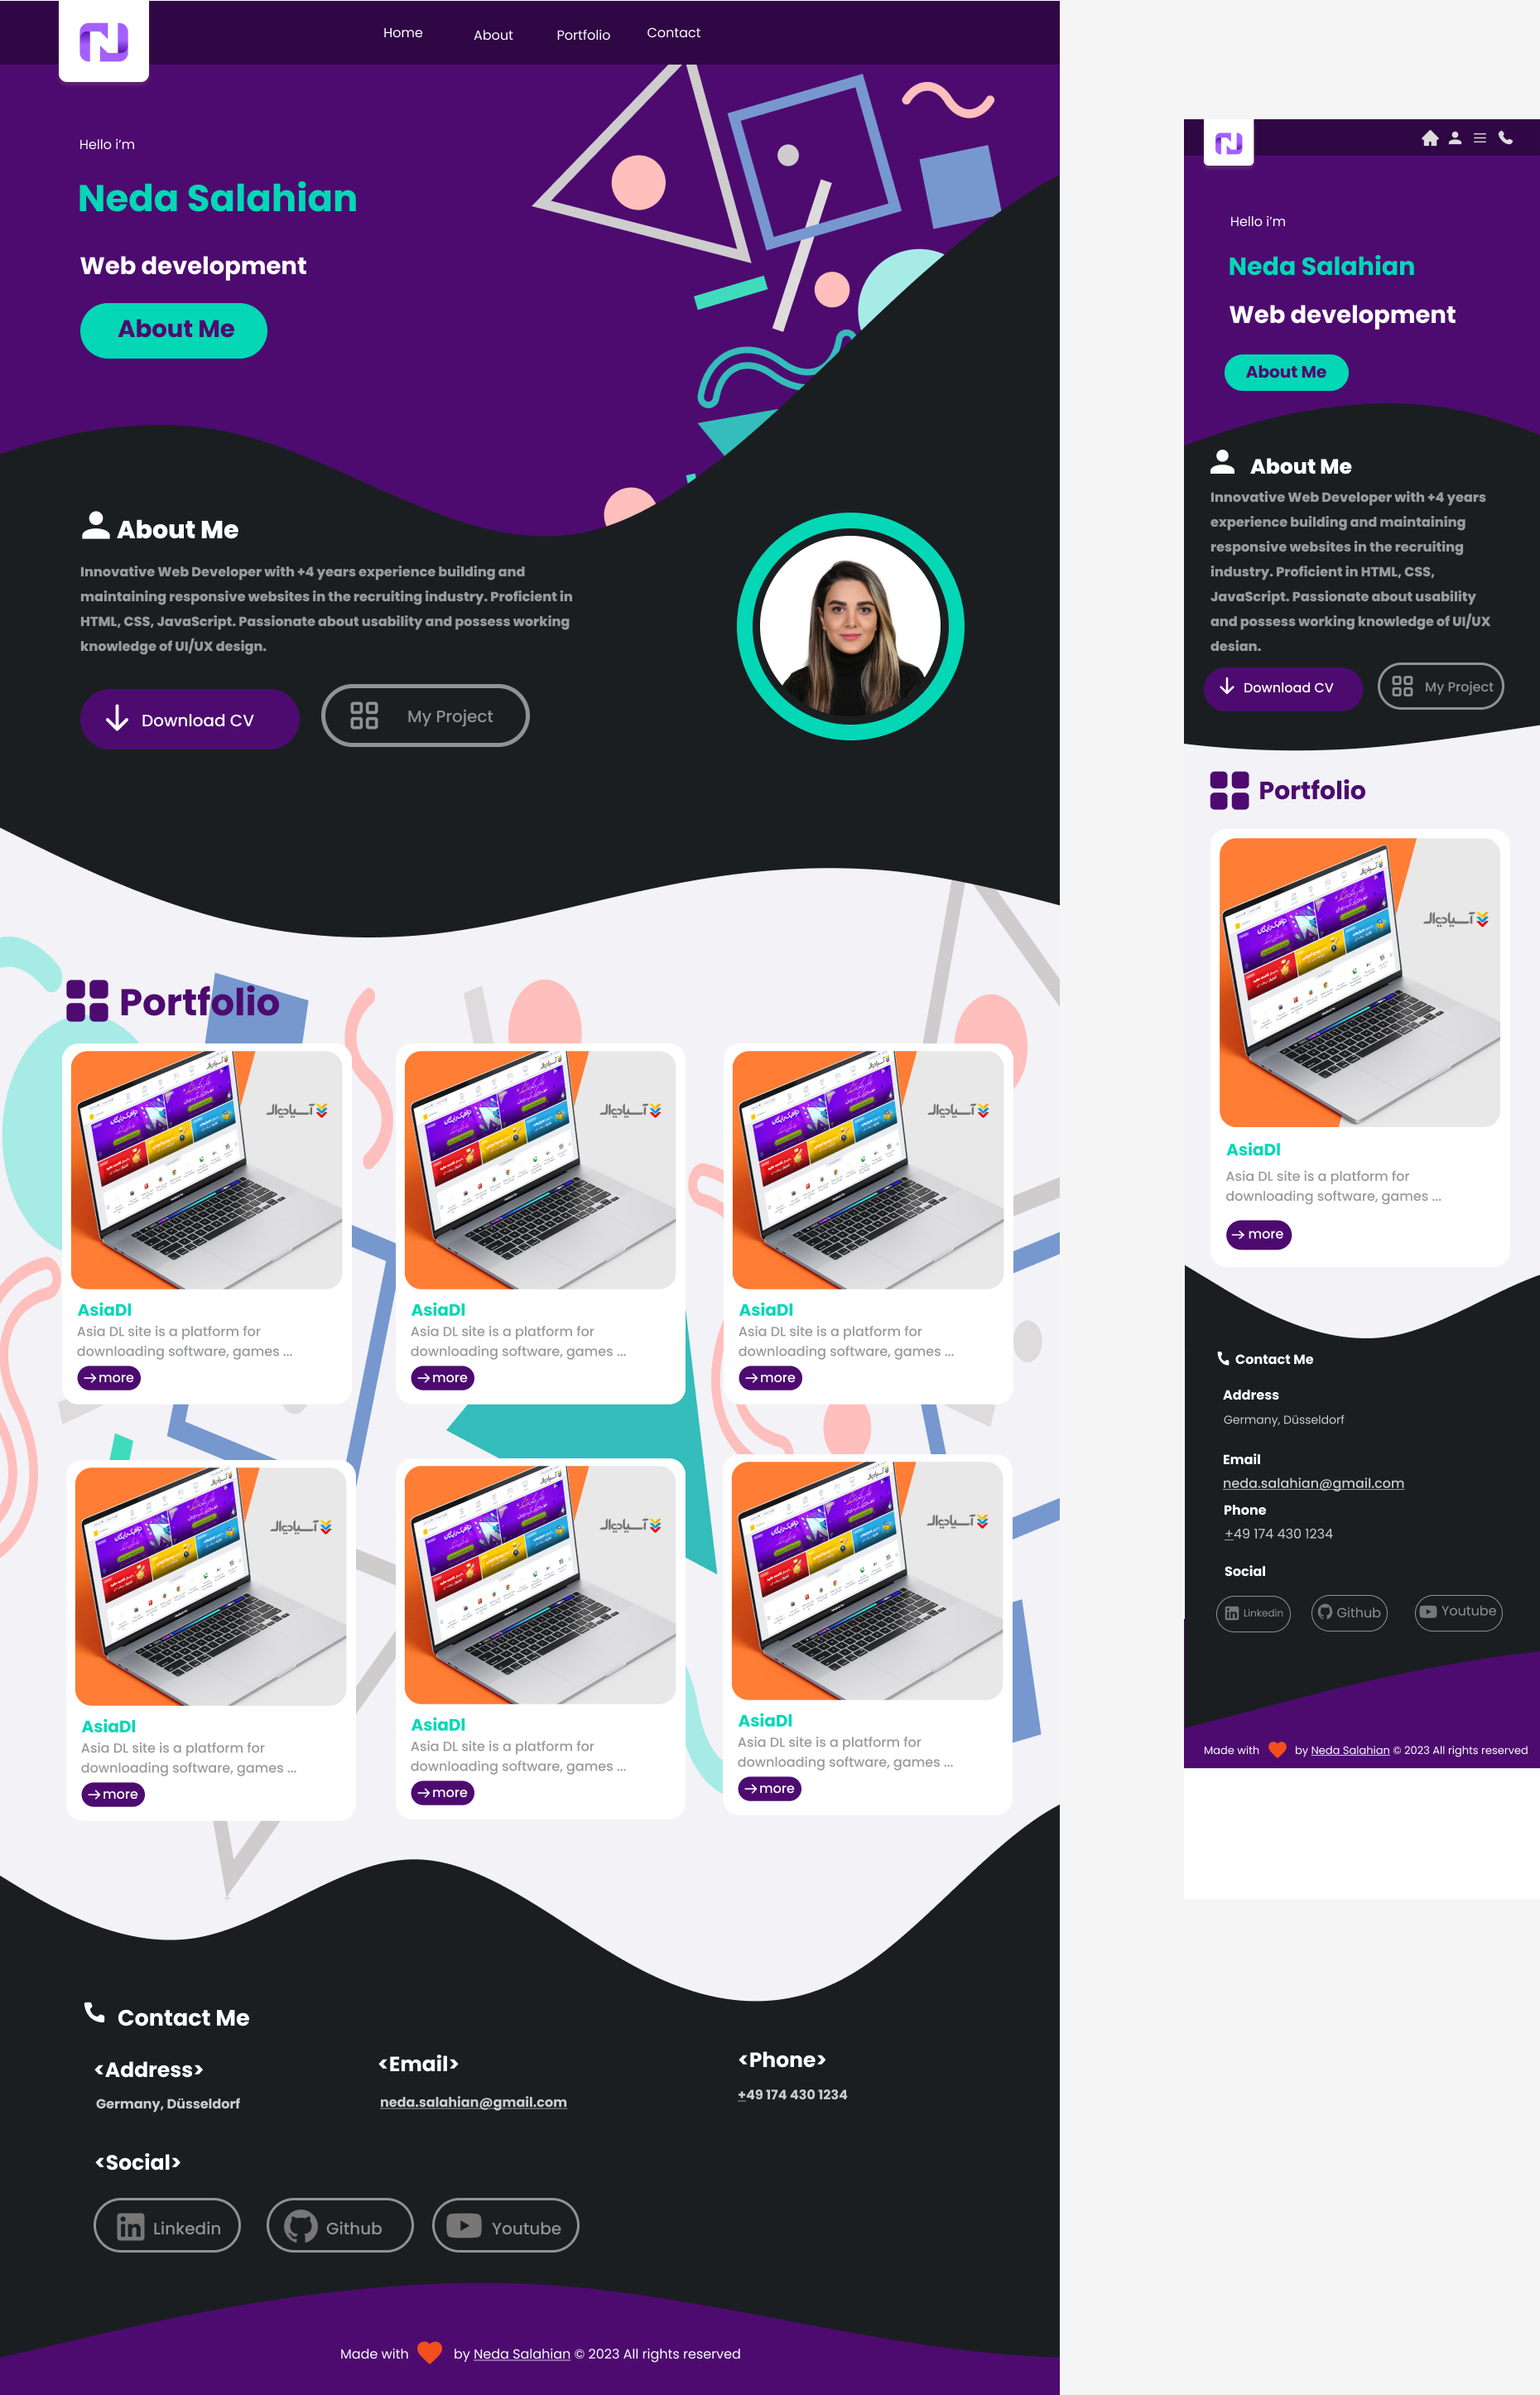 Home
About
Portfolio
Contact
Hello i'm
Neda Salahian
Web development
About Me
About Me
Innovative Web Developer with +4 years experience building and
maintaining responsive websites in the recruiting industry. Proficient in
HTML, CSS, JavaScript. Passionate about usability and possess working
knowledge of UI/UX design.
Download CV
My Project
Portfolio
آسیادیال
AsiaDl
Asia DL site is a platform for
downloading software, games ...
more
آسیادیال
AsiaDl
Asia DL site is a platform for
downloading software, games ...
more
آسیادیال
AsiaDl
Asia DL site is a platform for
downloading software, games ...
more
آسیادیال
AsiaDl
Asia DL site is a platform for
downloading software, games ...
more
آسیادیال
AsiaDl
Asia DL site is a platform for
downloading software, games ...
more
آسیادیال
AsiaDl
Asia DL site is a platform for
downloading software, games ...
more
Contact Me
<Address>
Germany, Düsseldorf
<Email>
neda.salahian@gmail.com
<Phone>
+49 174 430 1234
<Social>
Linkedin
Github
Youtube
Made with by Neda Salahian © 2023 All rights reserved
Hello i'm
Neda Salahian
Web development
About Me
About Me
Innovative Web Developer with +4 years
experience building and maintaining
responsive websites in the recruiting
industry. Proficient in HTML, CSS,
JavaScript. Passionate about usability
and possess working knowledge of UI/UX
design.
Download CV
My Project
Portfolio
آسیادیال
AsiaDl
Asia DL site is a platform for
downloading software, games ...
more
Contact Me
Address
Germany, Düsseldorf
Email
neda.salahian@gmail.com
Phone
+49 174 430 1234
Social
Linkedin
Github
Youtube
Made with by Neda Salahian © 2023 All rights reserved